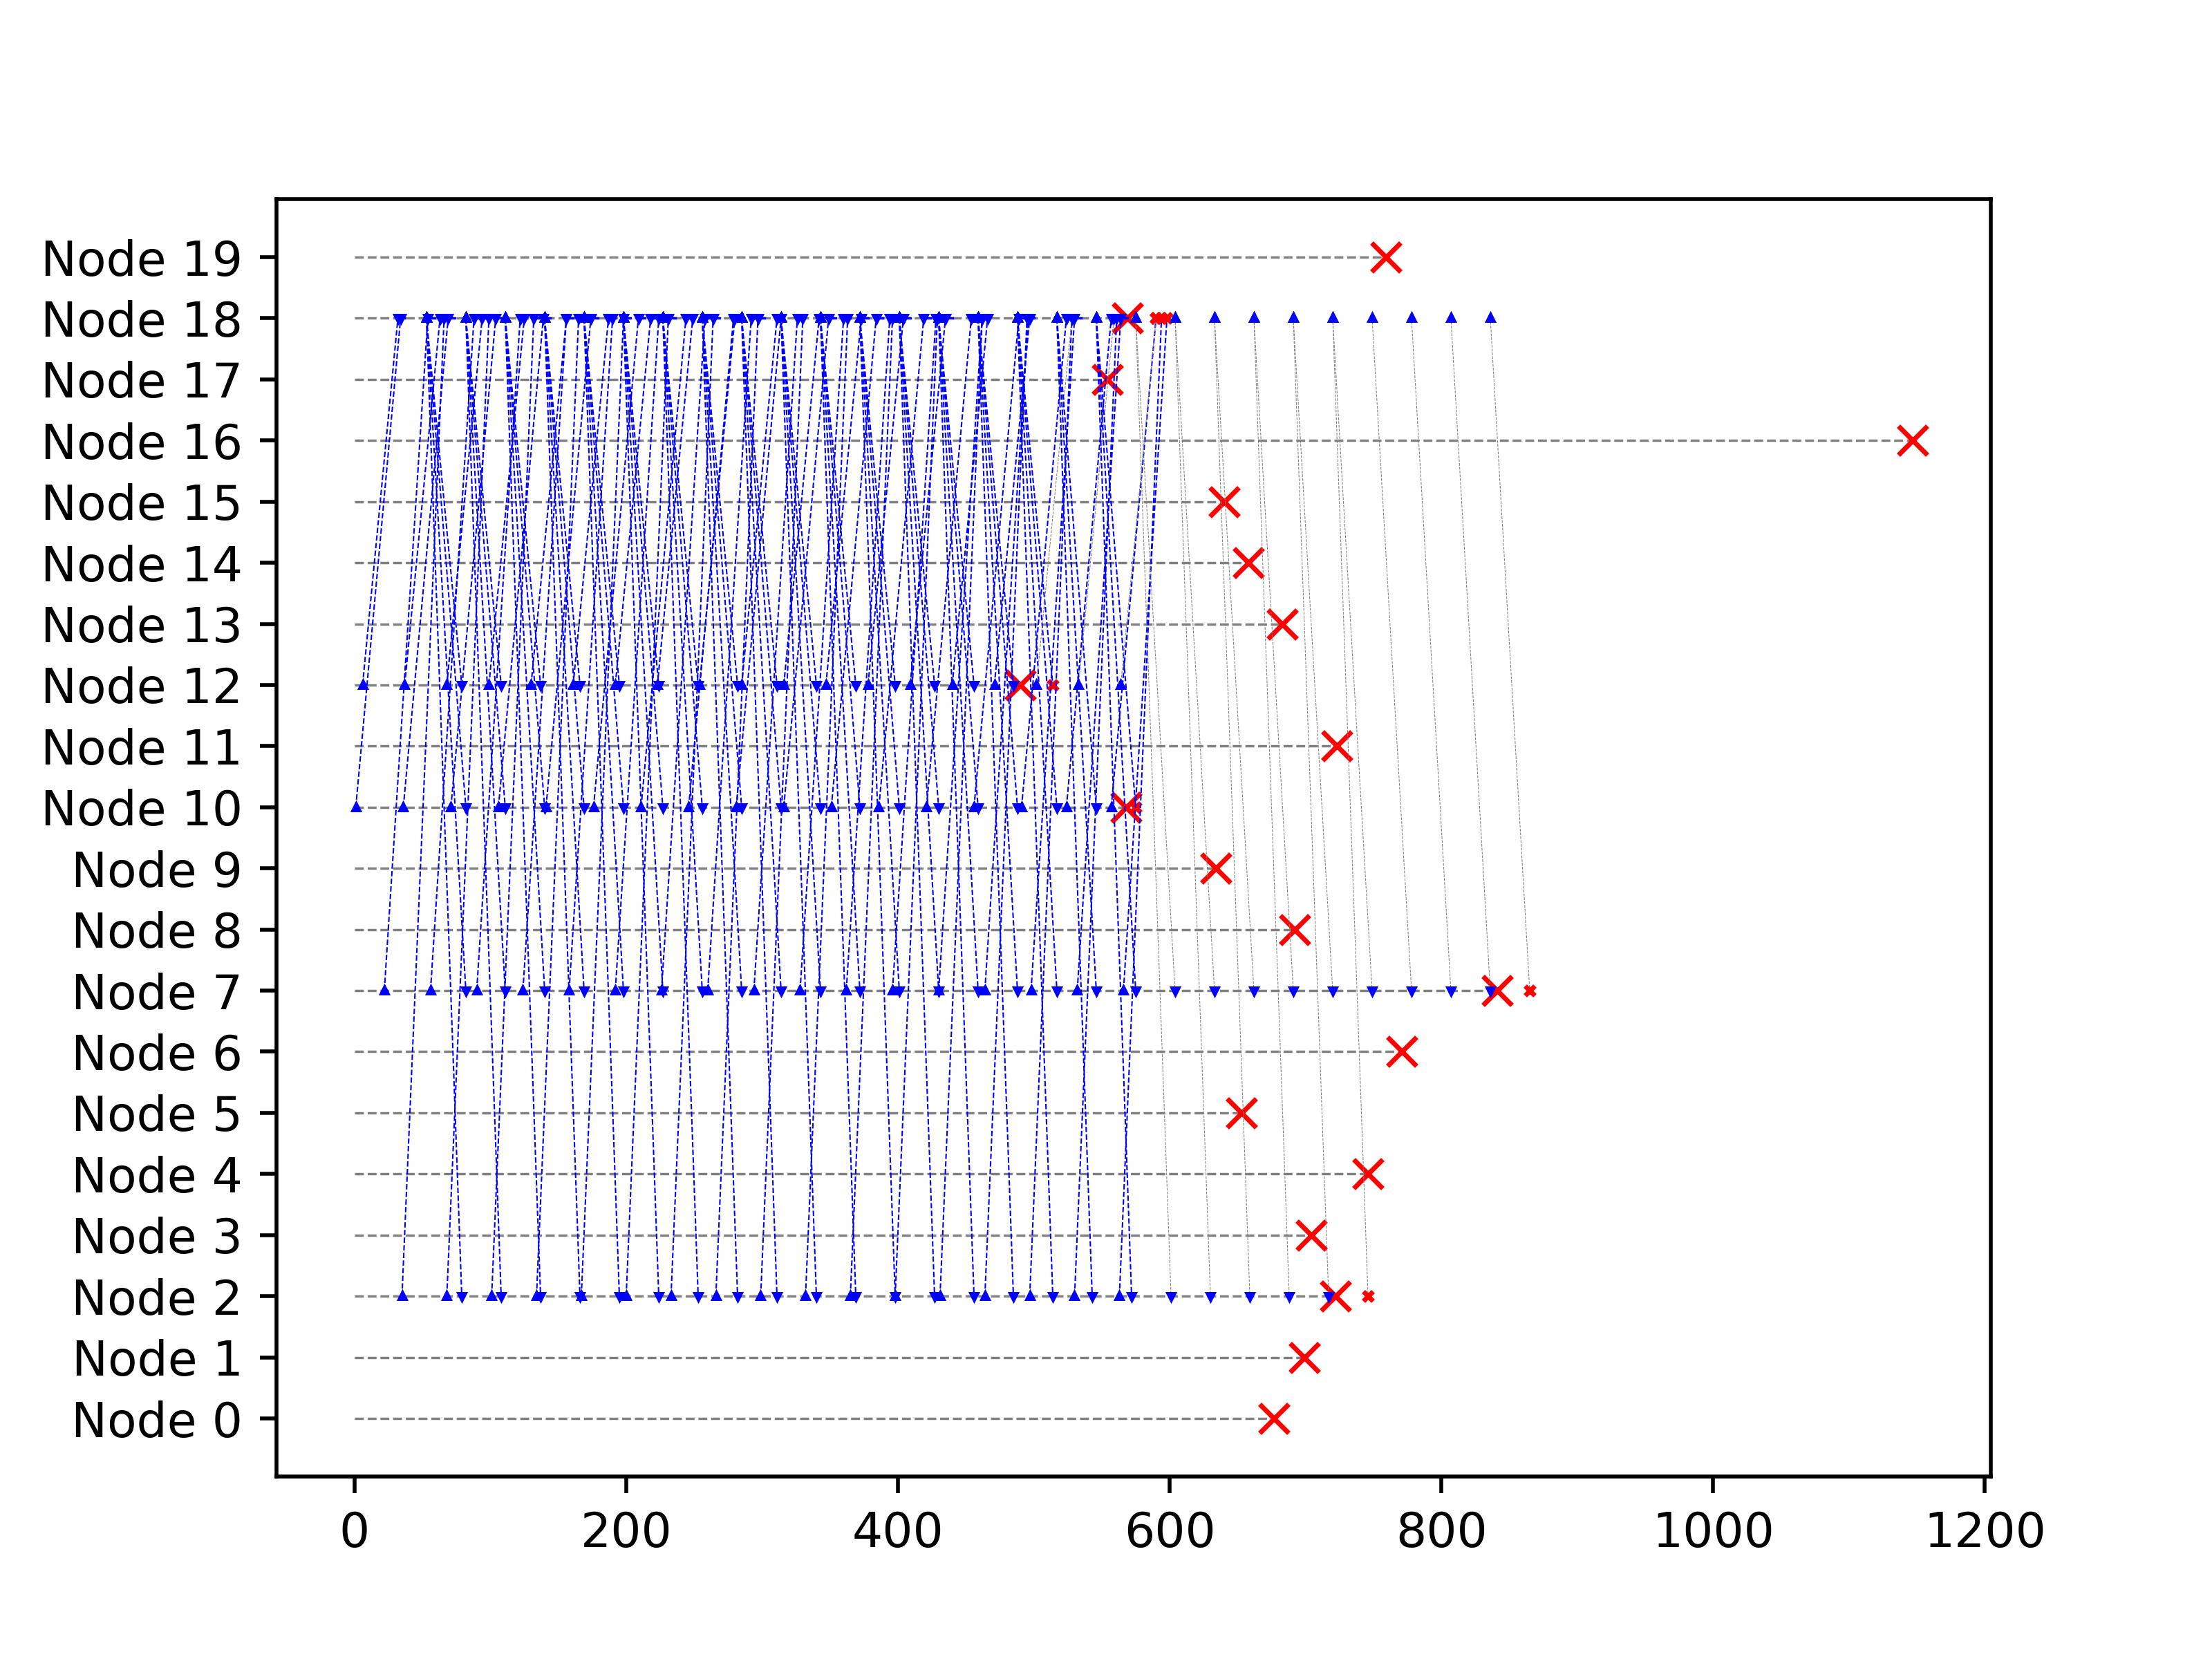 Node 19
Node 18
Node 17
Node 16
Node 15
Node 14
Node 13
Node 12
Node 11
Node 10
Node 9
Node 8
Node 7
Node 6
Node 5
Node 4
Node 3
Node 2
Node 1
Node 0
0 200 400 600 800 1000 1200